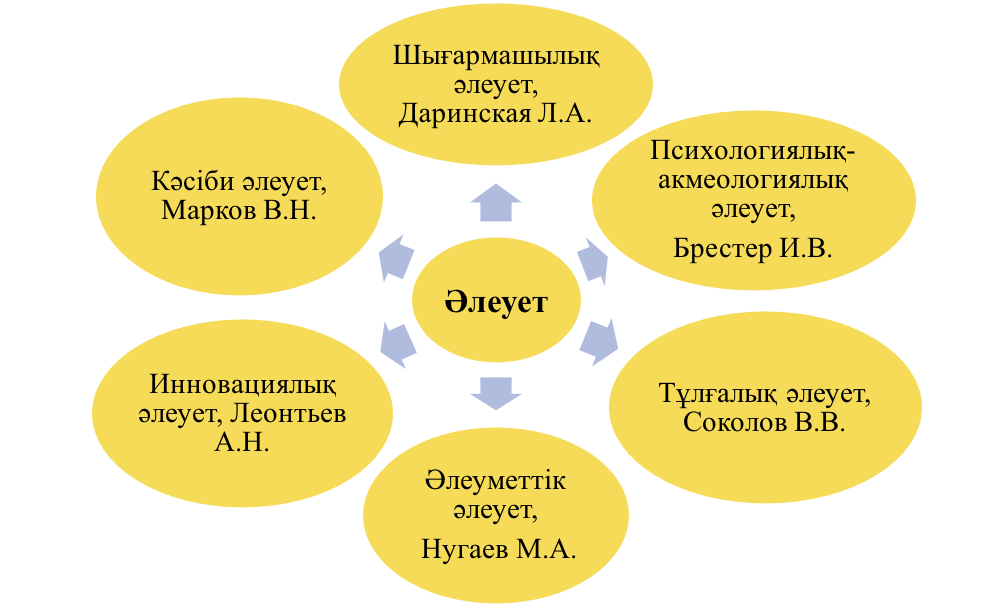 Шығармашылық
әлеует,
Даринская Л.А.
Психологиялық-
акмеологиялық
әлеует,
Брестер И.В.
Тұлғалық әлеует,
Соколов В.В.
Әлеуметтік
әлеует,
Нугаев М.А.
Инновациялық
әлеует, Леонтьев
А.Н.
Кәсіби әлеует,
Марков В.Н.
Әлеует